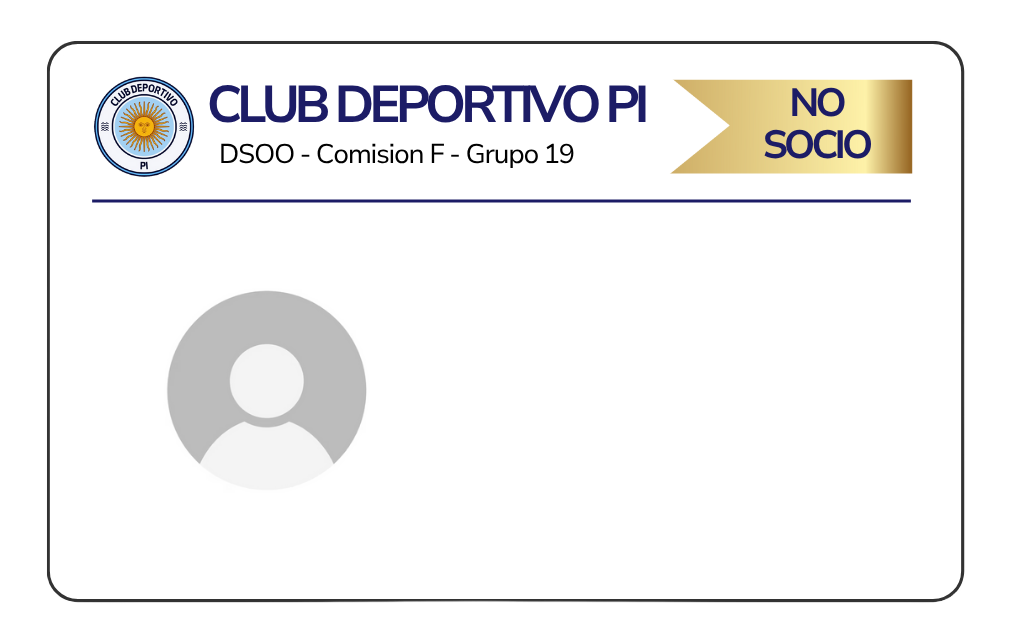 CLUB DEPORTIVO
PI
CLUB DEPORTIVO PI
DSOO - Comision F - Grupo 19
NO
SOCIO